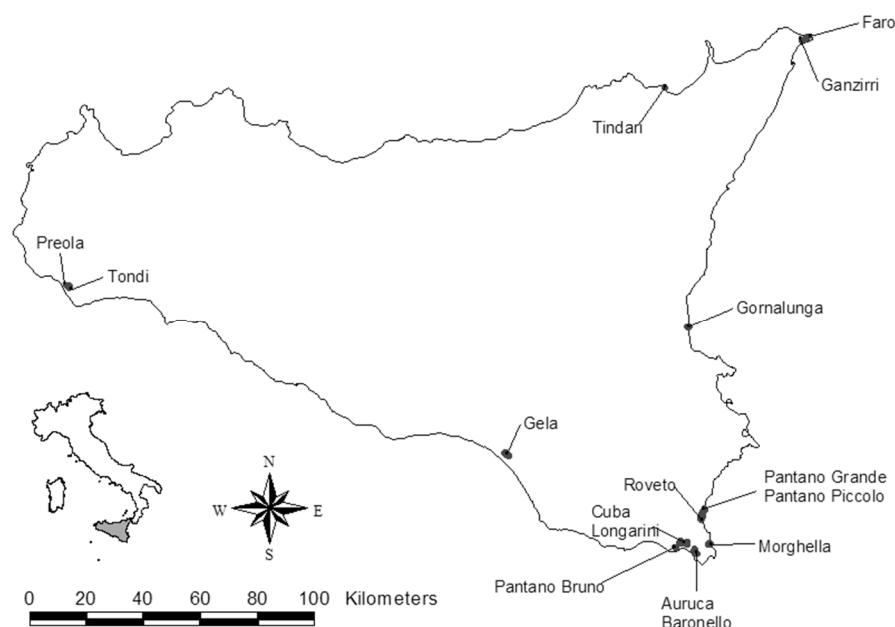 Faro
Ganzirri
Tindari
Preola
Tondi
Gornalunga
Gela
Roveto
Pantano Grande
Pantano Piccolo
Cuba
Longarini
Morghella
Pantano Bruno
Auruca
Baronello
N
W E
S
0 20 40 60 80 100 Kilometers